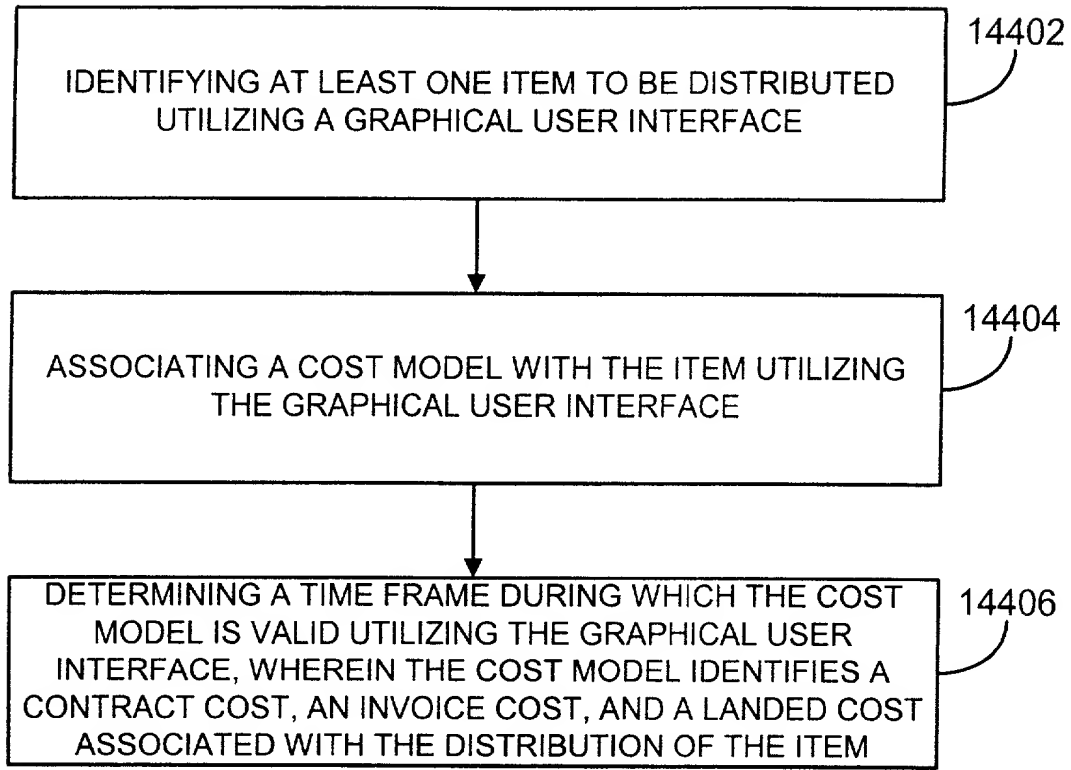 14402
IDENTIFYING AT LEAST ONE ITEM TO BE DISTRIBUTED
UTILIZING A GRAPHICAL USER INTERFACE
14404
ASSOCIATING A COST MODEL WITH THE ITEM UTILIZING
THE GRAPHICAL USER INTERFACE
14406
DETERMINING A TIME FRAME DURING WHICH THE COST
MODEL IS VALID UTILIZING THE GRAPHICAL USER
INTERFACE, WHEREIN THE COST MODEL IDENTIFIES A
CONTRACT COST, AN INVOICE COST, AND A LANDED COST
ASSOCIATED WITH THE DISTRIBUTION OF THE ITEM